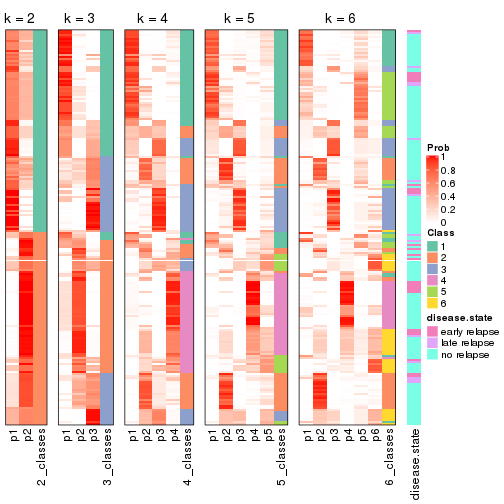 k = 2 k = 3 k = 4 k = 5 k = 6
Prob
1
0.8
0.6
0.4
0.2
0
Class
1
2
3
4
5
6
disease.state
early relapse
late relapse
no relapse
p1 p2 2_classes p1 p2 p3 3_classes p1 p2 p3 p4 4_classes p1 p2 p3 p4 p5 5_classes p1 p2 p3 p4 p5 p6 6_classes disease.state